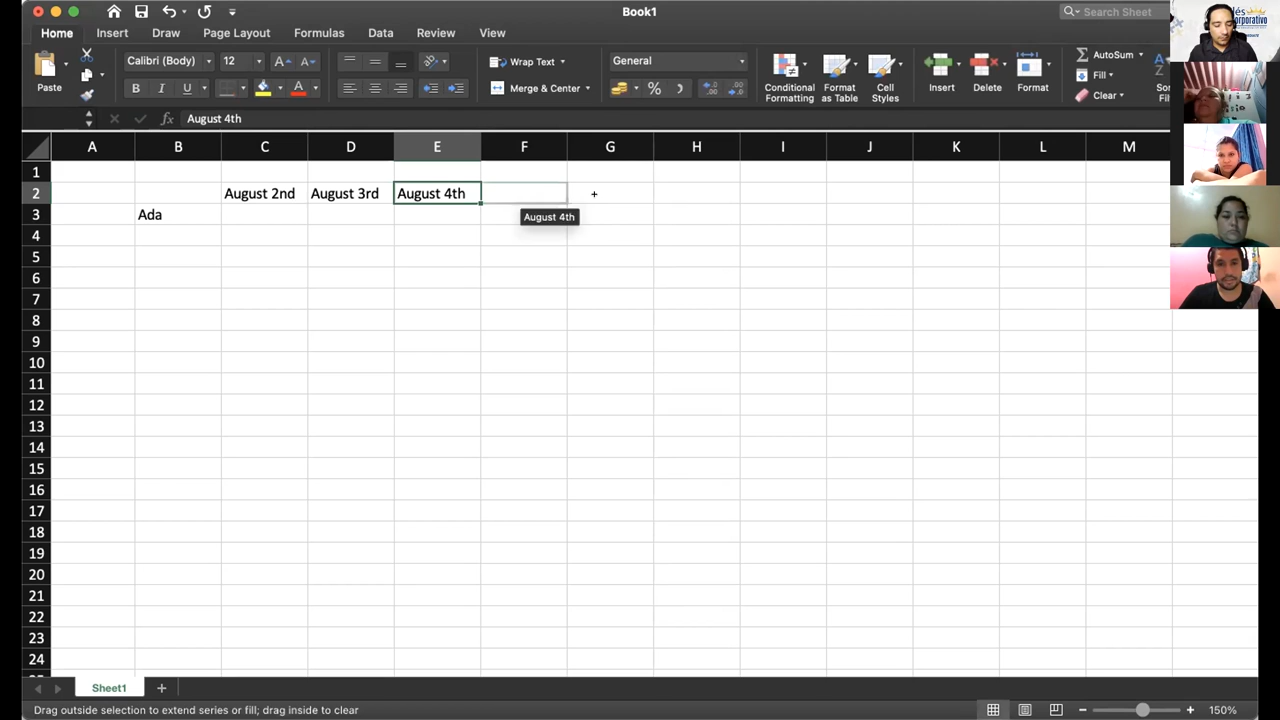 Book1
Search Sheet
Home Insert Draw Page Layout Formulas Data Review View
Paste
Calibri (Body) 12
B I U A
Wrap Text
Merge & Center
General
Conditional Formatting
Format as Table
Cell Styles
Insert
Delete
Format
AutoSum
Fill
Clear
fx August 4th
A B C D E F G H I J K L M
1
2 August 2nd August 3rd August 4th
3 Ada
August 4th
4
5
6
7
8
9
10
11
12
13
14
15
16
17
18
19
20
21
22
23
24
Sheet1
Drag outside selection to extend series or fill; drag inside to clear
150%